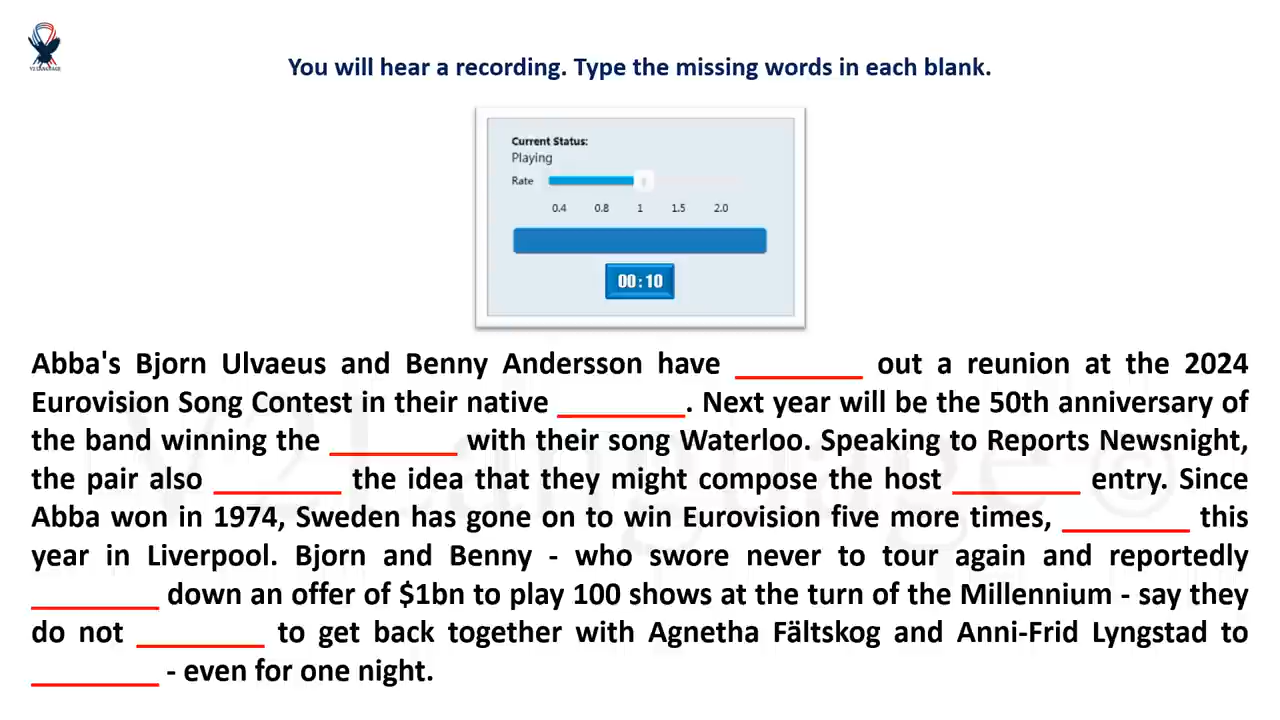 V2 LANGUAGE
You will hear a recording. Type the missing words in each blank.
Current Status:
Playing
Rate
0.4 0.8 1 1.5 2.0
00:10
Abba's Bjorn Ulvaeus and Benny Andersson have ________ out a reunion at the 2024
Eurovision Song Contest in their native ________. Next year will be the 50th anniversary of
the band winning the ________ with their song Waterloo. Speaking to Reports Newsnight,
the pair also ________ the idea that they might compose the host ________ entry. Since
Abba won in 1974, Sweden has gone on to win Eurovision five more times, ________ this
year in Liverpool. Bjorn and Benny - who swore never to tour again and reportedly
________ down an offer of $1bn to play 100 shows at the turn of the Millennium - say they
do not ________ to get back together with Agnetha Fältskog and Anni-Frid Lyngstad to
________ - even for one night.
V2Language ®